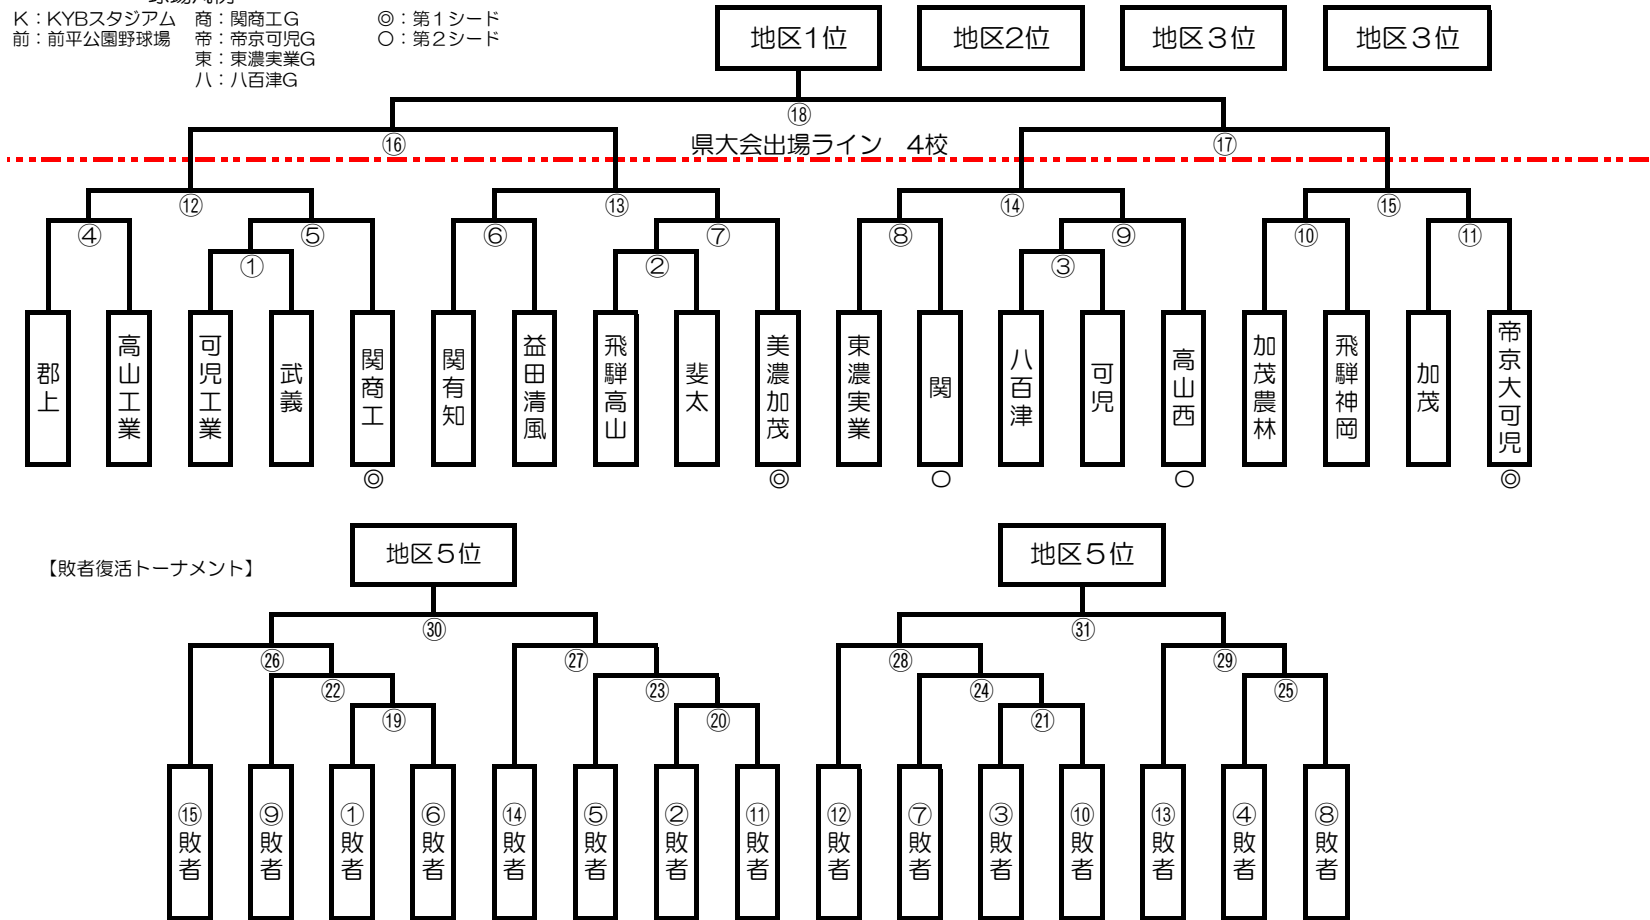 K：KYBスタジアム　商：関商工G　◎：第1シード
前：前平公園野球場　帝：帝京可児G　○：第2シード
東：東濃実業G
八：八百津G
地区1位　地区2位　地区3位　地区3位
⑱
⑯　県大会出場ライン　4校　⑰
⑫　⑬　⑭　⑮
④　⑤　⑥　⑦　⑧　⑨　⑩　⑪
①　②　③
郡上
高山工業
可児工業
武義
関商工
関有知
益田清風
飛騨高山
斐太
美濃加茂
東濃実業
関
八百津
可児
高山西
加茂農林
飛騨神岡
加茂
帝京大可児
◎　◎　○　○　◎
【敗者復活トーナメント】
地区5位　地区5位
㉚　㉛
㉖　㉗　㉘　㉙
㉒　㉓　㉔　㉕
⑲　⑳　㉑
⑮敗者
⑨敗者
①敗者
⑥敗者
⑭敗者
⑤敗者
②敗者
⑪敗者
⑫敗者
⑦敗者
③敗者
⑩敗者
⑬敗者
④敗者
⑧敗者